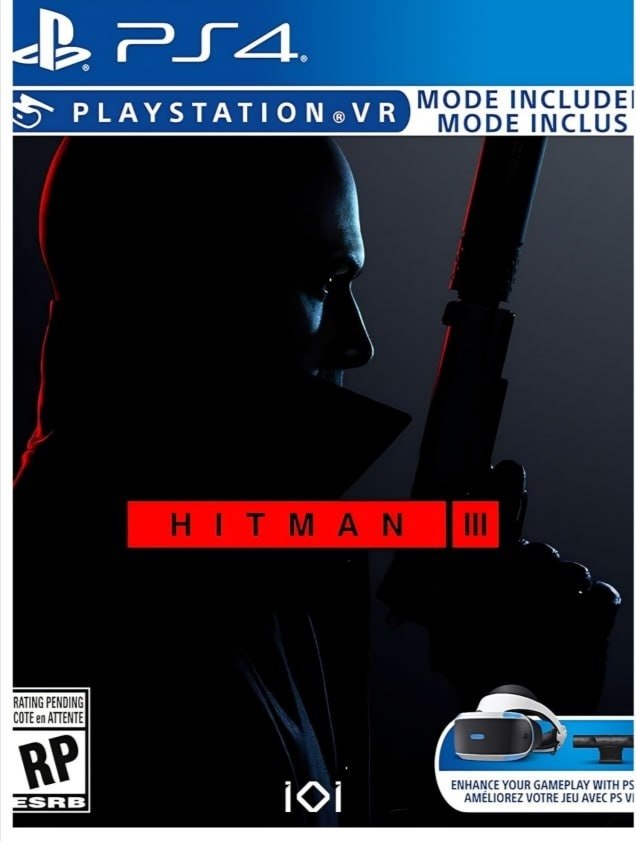 PS4®
PLAYSTATION®VR
MODE INCLUDE
MODE INCLUS
HITMAN III
RATING PENDING
COTE en ATTENTE
RP
ESRB
ENHANCE YOUR GAMEPLAY WITH PS
AMÉLIOREZ VOTRE JEU AVEC PS V
iOi